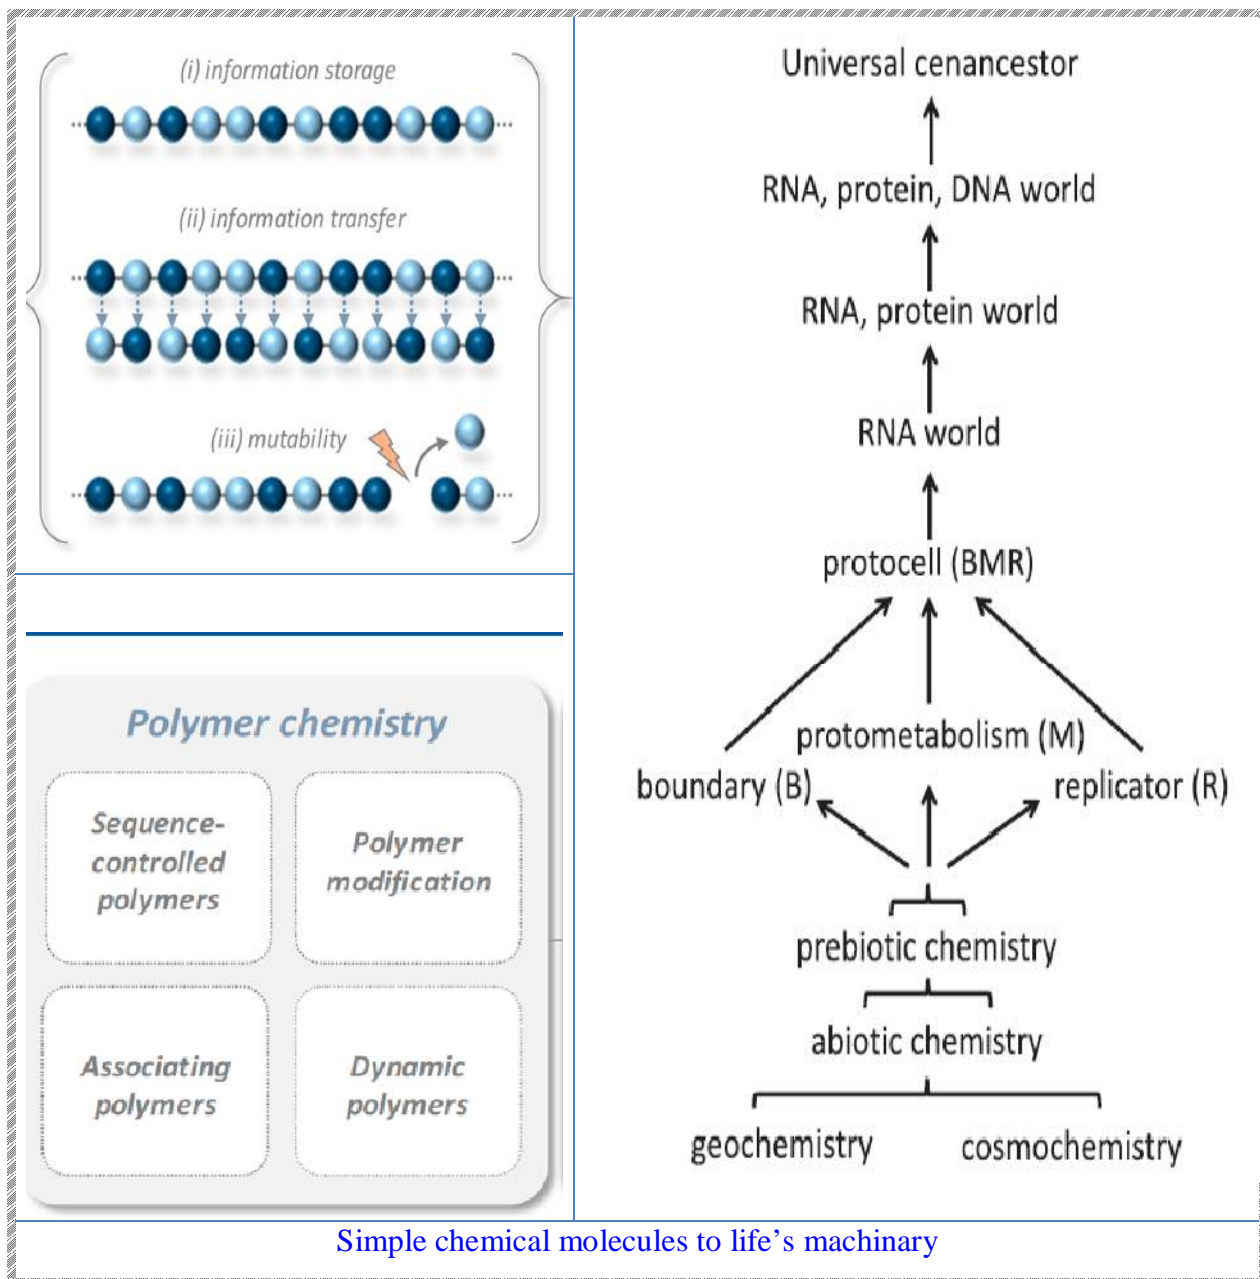 (i) information storage
(ii) information transfer
(iii) mutability
Polymer chemistry
Sequence-
controlled
polymers
Polymer
modification
Associating
polymers
Dynamic
polymers
Universal cenancestor
RNA, protein, DNA world
RNA, protein world
RNA world
protocell (BMR)
protometabolism (M)
boundary (B)
replicator (R)
prebiotic chemistry
abiotic chemistry
geochemistry
cosmochemistry
Simple chemical molecules to life's machinary